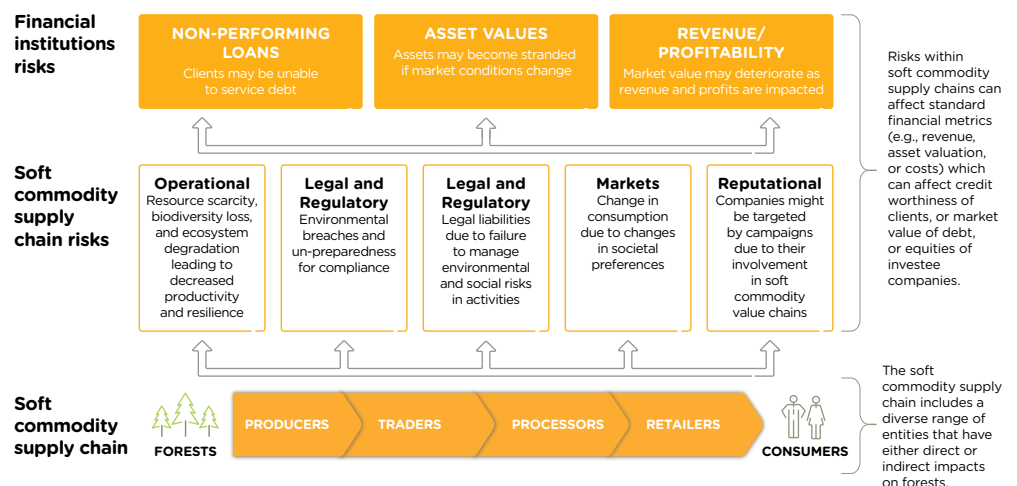 Financial
institutions
risks
NON-PERFORMING
LOANS
Clients may be unable
to service debt
ASSET VALUES
Assets may become stranded
if market conditions change
REVENUE/
PROFITABILITY
Market value may deteriorate as
revenue and profits are impacted
Risks within
soft commodity
supply chains can
affect standard
financial metrics
(e.g., revenue,
asset valuation,
or costs) which
can affect credit
worthiness of
clients, or market
value of debt,
or equities of
investee
companies.
Soft
commodity
supply
chain risks
Operational
Resource scarcity,
biodiversity loss,
and ecosystem
degradation
leading to
decreased
productivity
and resilience
Legal and
Regulatory
Environmental
breaches and
un-preparedness
for compliance
Legal and
Regulatory
Legal liabilities
due to failure
to manage
environmental
and social risks
in activities
Markets
Change in
consumption
due to changes
in societal
preferences
Reputational
Companies might
be targeted
by campaigns
due to their
involvement
in soft
commodity
value chains
Soft
commodity
supply chain
FORESTS
PRODUCERS
TRADERS
PROCESSORS
RETAILERS
CONSUMERS
The soft
commodity supply
chain includes a
diverse range of
entities that have
either direct or
indirect impacts
on forests.